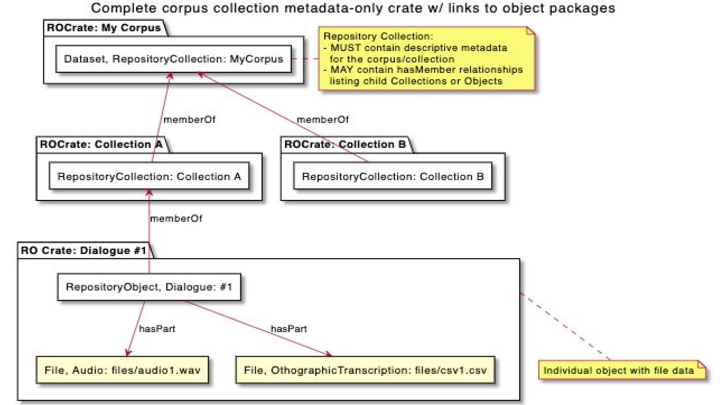 Complete corpus collection metadata-only crate w/ links to object packages
ROCrate: My Corpus
Dataset, RepositoryCollection: MyCorpus
Repository Collection:
- MUST contain descriptive metadata
for the corpus/collection
- MAY contain hasMember relationships
listing child Collections or Objects
memberOf
memberOf
ROCrate: Collection A
RepositoryCollection: Collection A
ROCrate: Collection B
RepositoryCollection: Collection B
memberOf
RO Crate: Dialogue #1
RepositoryObject, Dialogue: #1
hasPart
hasPart
File, Audio: files/audio1.wav
File, OthographicTranscription: files/csv1.csv
Individual object with file data